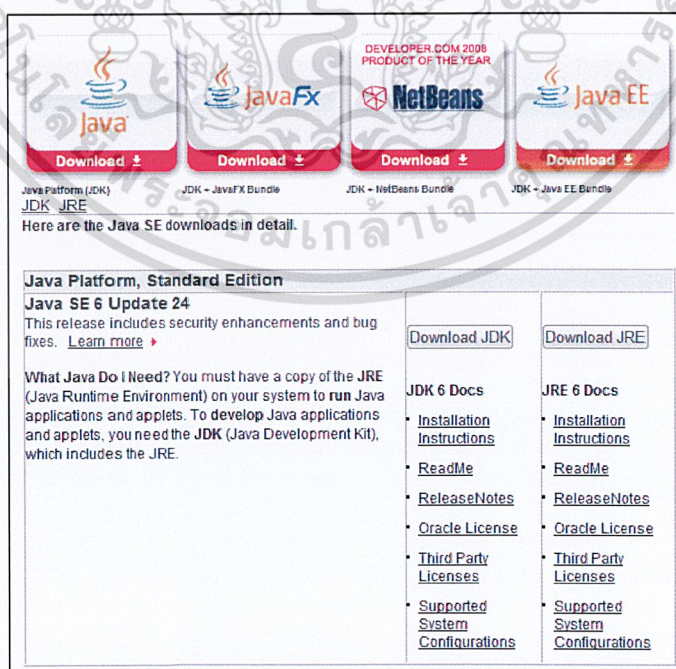 DEVELOPER.COM 2008
PRODUCT OF THE YEAR
Java
JavaFx
NetBeans
Java EE
Download
Download
Download
Download
Java Platform (JDK)
JDK + JavaFX Bundle
JDK + NetBeans Bundle
JDK + Java EE Bundle
JDK JRE
Here are the Java SE downloads in detail.
Java Platform, Standard Edition
Java SE 6 Update 24
This release includes security enhancements and bug
fixes. Learn more
What Java Do I Need? You must have a copy of the JRE
(Java Runtime Environment) on your system to run Java
applications and applets. To develop Java applications
and applets, you need the JDK (Java Development Kit),
which includes the JRE.
Download JDK
JDK 6 Docs
Installation
Instructions
ReadMe
ReleaseNotes
Oracle License
Third Party
Licenses
Supported
System
Configurations
Download JRE
JRE 6 Docs
Installation
Instructions
ReadMe
ReleaseNotes
Oracle License
Third Party
Licenses
Supported
System
Configurations